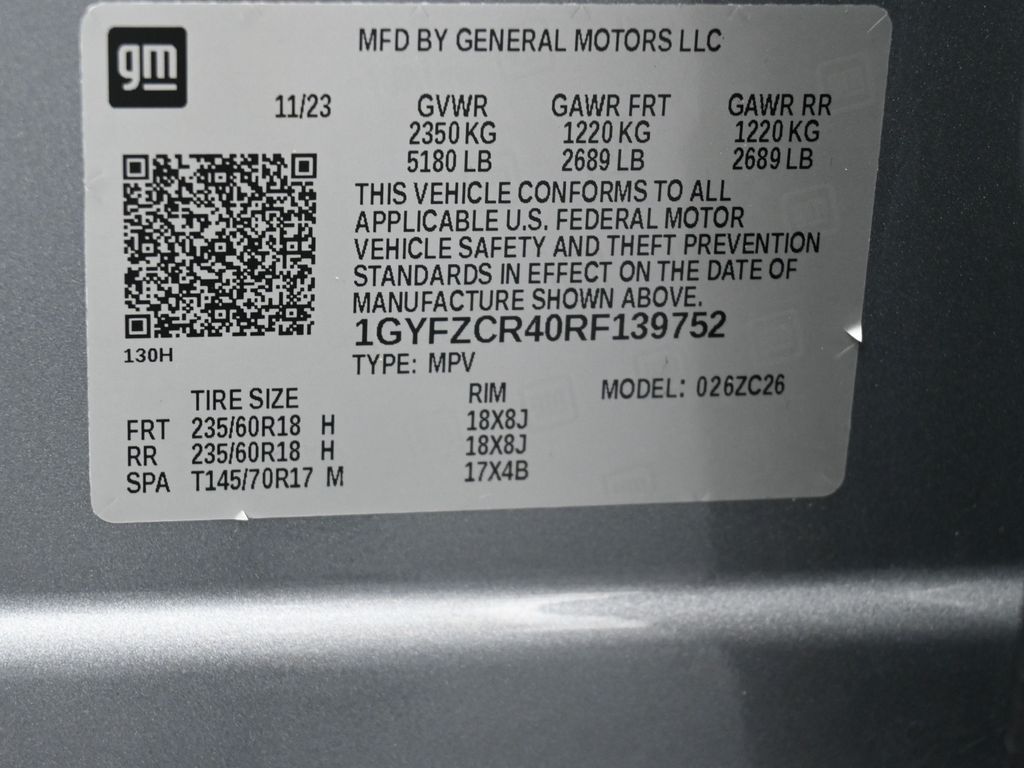 gm
MFD BY GENERAL MOTORS LLC
11/23 GVWR GAWR FRT GAWR RR
2350 KG 1220 KG 1220 KG
5180 LB 2689 LB 2689 LB
THIS VEHICLE CONFORMS TO ALL
APPLICABLE U.S. FEDERAL MOTOR
VEHICLE SAFETY AND THEFT PREVENTION
STANDARDS IN EFFECT ON THE DATE OF
MANUFACTURE SHOWN ABOVE.
1GYFZCR40RF139752
130H
TYPE: MPV
TIRE SIZE RIM MODEL: 026ZC26
FRT 235/60R18 H 18X8J
RR 235/60R18 H 18X8J
SPA T145/70R17 M 17X4B